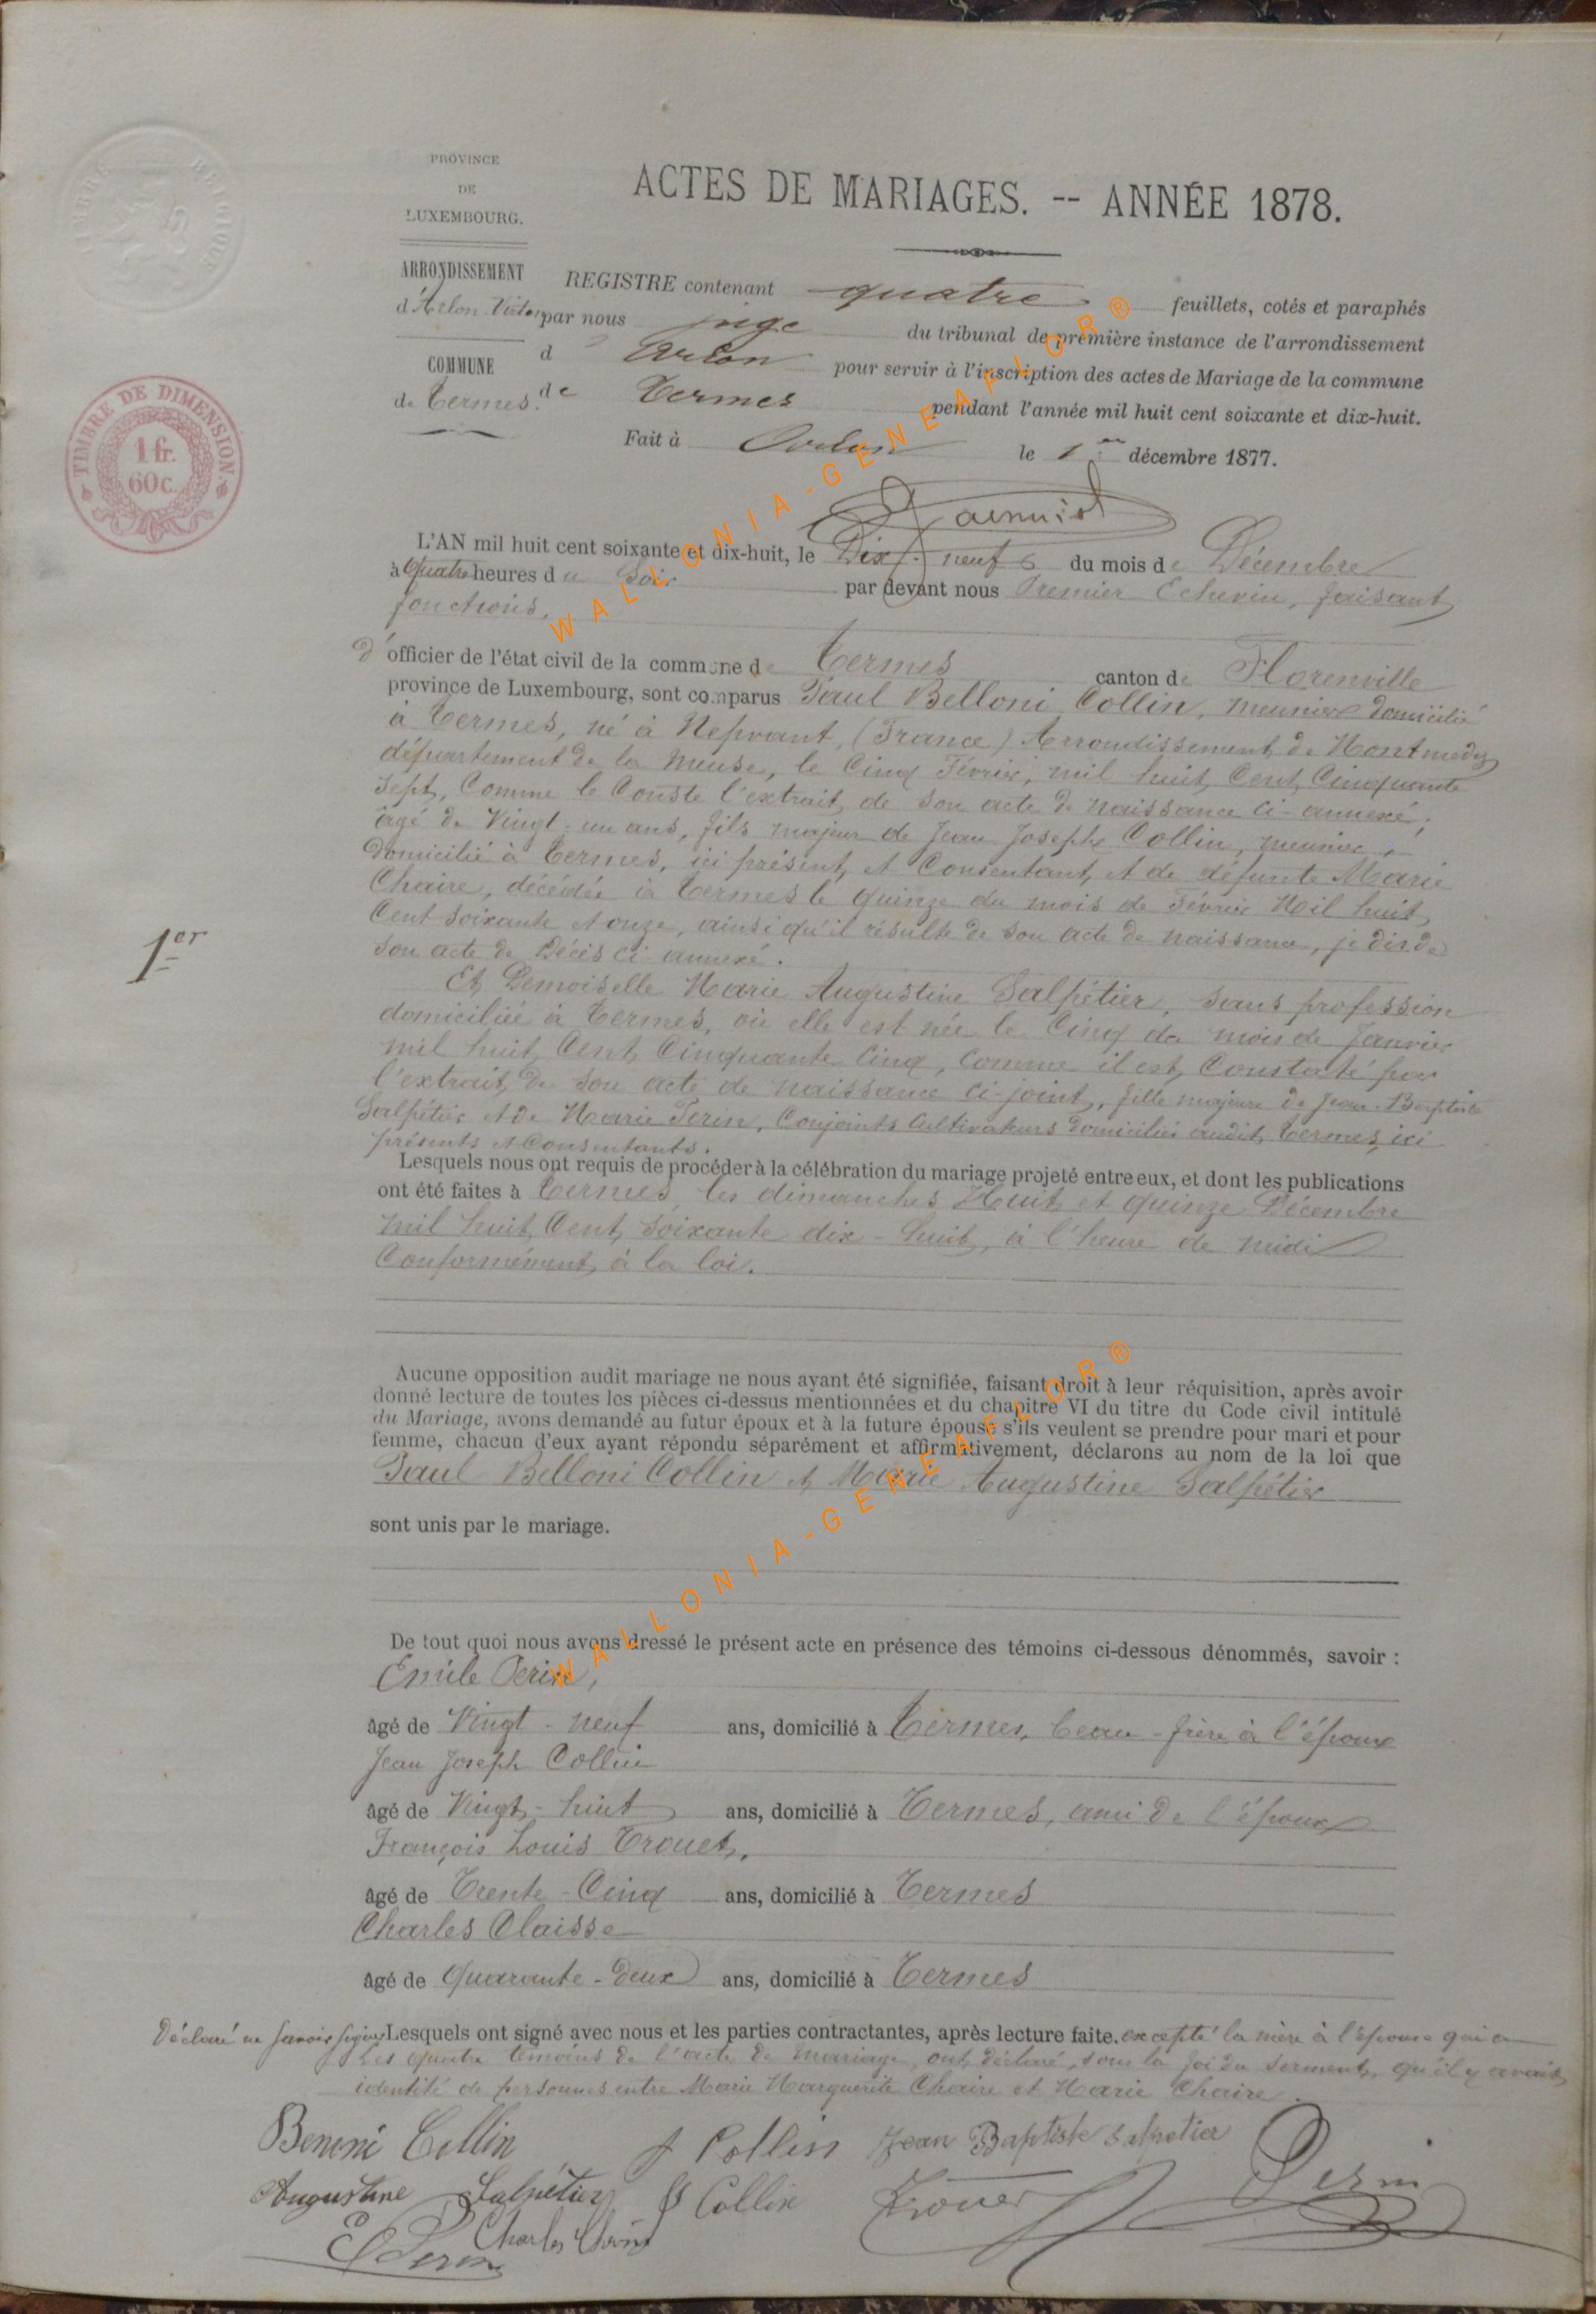 PROVINCE
DE
LUXEMBOURG.
ACTES DE MARIAGES. -- ANNÉE 1878.
ARRONDISSEMENT
d'Arlon-Virton
COMMUNE
de Termes.
TIMBRE DE DIMENSION.
1 fr.
60c.
REGISTRE contenant quatre feuillets, cotés et paraphés
par nous juge du tribunal de première instance de l'arrondissement
d Arlon pour servir à l'inscription des actes de Mariage de la commune
de Termes pendant l'année mil huit cent soixante et dix-huit.
Fait à Arlon le 1er décembre 1877.
L'AN mil huit cent soixante et dix-huit, le Dix-neuf du mois de Décembre
à Quatre heures du Soir par devant nous Premier Echevin, faisant
fonctions,
d'officier de l'état civil de la commune de Termes canton de Florenville
province de Luxembourg, sont comparus Paul Belloni Collin, meunier domicilié
à Termes, né à Nepvant, (France) Arrondissement de Montmedy
département de la Meuse, le Cinq Février, mil huit Cent Cinquante
Sept, Comme le Conste l'extrait de son acte de naissance Ci-annexé,
âgé de Vingt-un ans, fils majeur de Jean Joseph Collin, meunier,
domicilié à Termes, ici présent, et Consentant, et de défunte Marie
Chaire, décédée à Termes le quinze du mois de Février Mil huit
Cent soixante et onze, ainsi qu'il résulte de son acte de naissance, je dis de
son acte de Décès ci-annexé.
1er
Et Demoiselle Marie Augustine Salpétier, sans profession
domiciliée à Termes, où elle est née le Cinq du mois de Janvier
mil huit Cent Cinquante Cinq, Comme il est Constaté par
l'extrait de son acte de naissance Ci-joint, fille majeure de Jean-Baptiste
Salpétier et de Marie Perin, Conjoints Cultivateurs domiciliés audit Termes, ici
présents et Consentants.
Lesquels nous ont requis de procéder à la célébration du mariage projeté entre eux, et dont les publications
ont été faites à Termes, les dimanches Huit et quinze Décembre
mil huit Cent Soixante dix-huit, à l'heure de midi
Conformément à la loi.
Aucune opposition audit mariage ne nous ayant été signifiée, faisant droit à leur réquisition, après avoir
donné lecture de toutes les pièces ci-dessus mentionnées et du chapitre VI du titre du Code civil intitulé
du Mariage, avons demandé au futur époux et à la future épouse s'ils veulent se prendre pour mari et pour
femme, chacun d'eux ayant répondu séparément et affirmativement, déclarons au nom de la loi que
Paul Belloni Collin et Marie Augustine Salpétier
sont unis par le mariage.
De tout quoi nous avons dressé le présent acte en présence des témoins ci-dessous dénommés, savoir :
Emile Perin,
âgé de Vingt-neuf ans, domicilié à Termes, beau-frère à l'époux
Jean Joseph Collin
âgé de Vingt-huit ans, domicilié à Termes, ami de l'époux
François Louis Trouet,
âgé de Trente-Cinq ans, domicilié à Termes
Charles Claisse
âgé de Quarante-deux ans, domicilié à Termes
Lesquels ont signé avec nous et les parties contractantes, après lecture faite. excepté la mère à l'épouse qui a
Déclaré ne Savoir signer
Les quatre témoins de l'acte de mariage, ont déclaré, sous la foi du serment, qu'il y avait
identité de personnes entre Marie Marguerite Chaire et Marie Chaire.
Benoni Collin
J Collin
Jean Baptiste Salpetier
Perin
Augustine Salpétier
JJ Collin
Trouet
E Perin
Charles
WALLONIA-GENEAFLOR®
WALLONIA-GENEAFLOR®